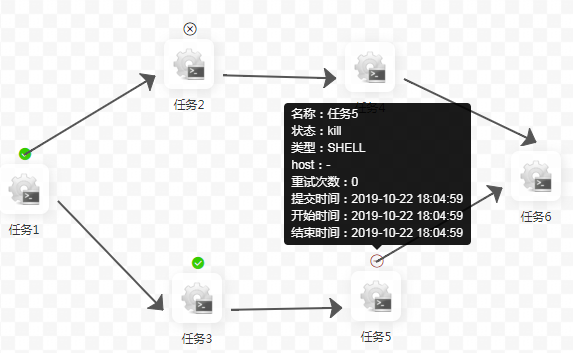 任务2
名称：任务5
状态：kill
类型：SHELL
host：-
重试次数：0
提交时间：2019-10-22 18:04:59
开始时间：2019-10-22 18:04:59
结束时间：2019-10-22 18:04:59
任务1
任务6
任务3
任务5